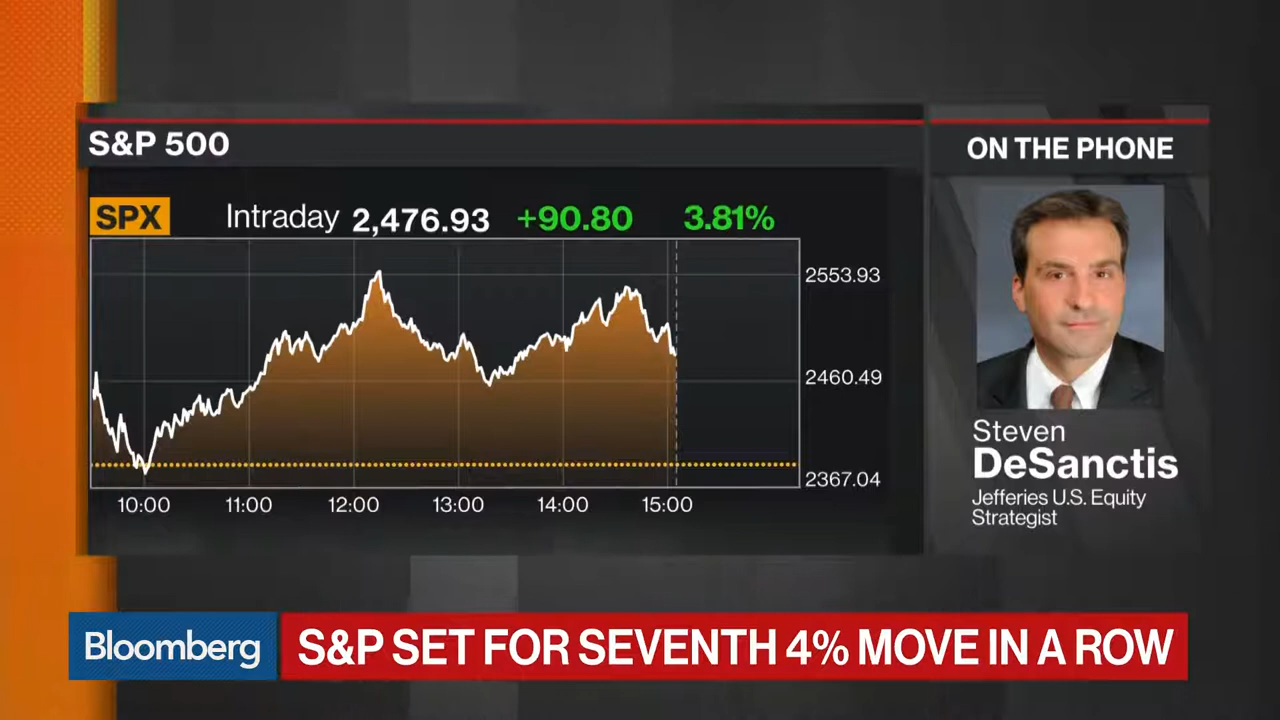 S&P 500
SPX Intraday 2,476.93 +90.80 3.81%
2553.93
2460.49
2367.04
10:00 11:00 12:00 13:00 14:00 15:00
ON THE PHONE
Steven
DeSanctis
Jefferies U.S. Equity
Strategist
Bloomberg
S&P SET FOR SEVENTH 4% MOVE IN A ROW